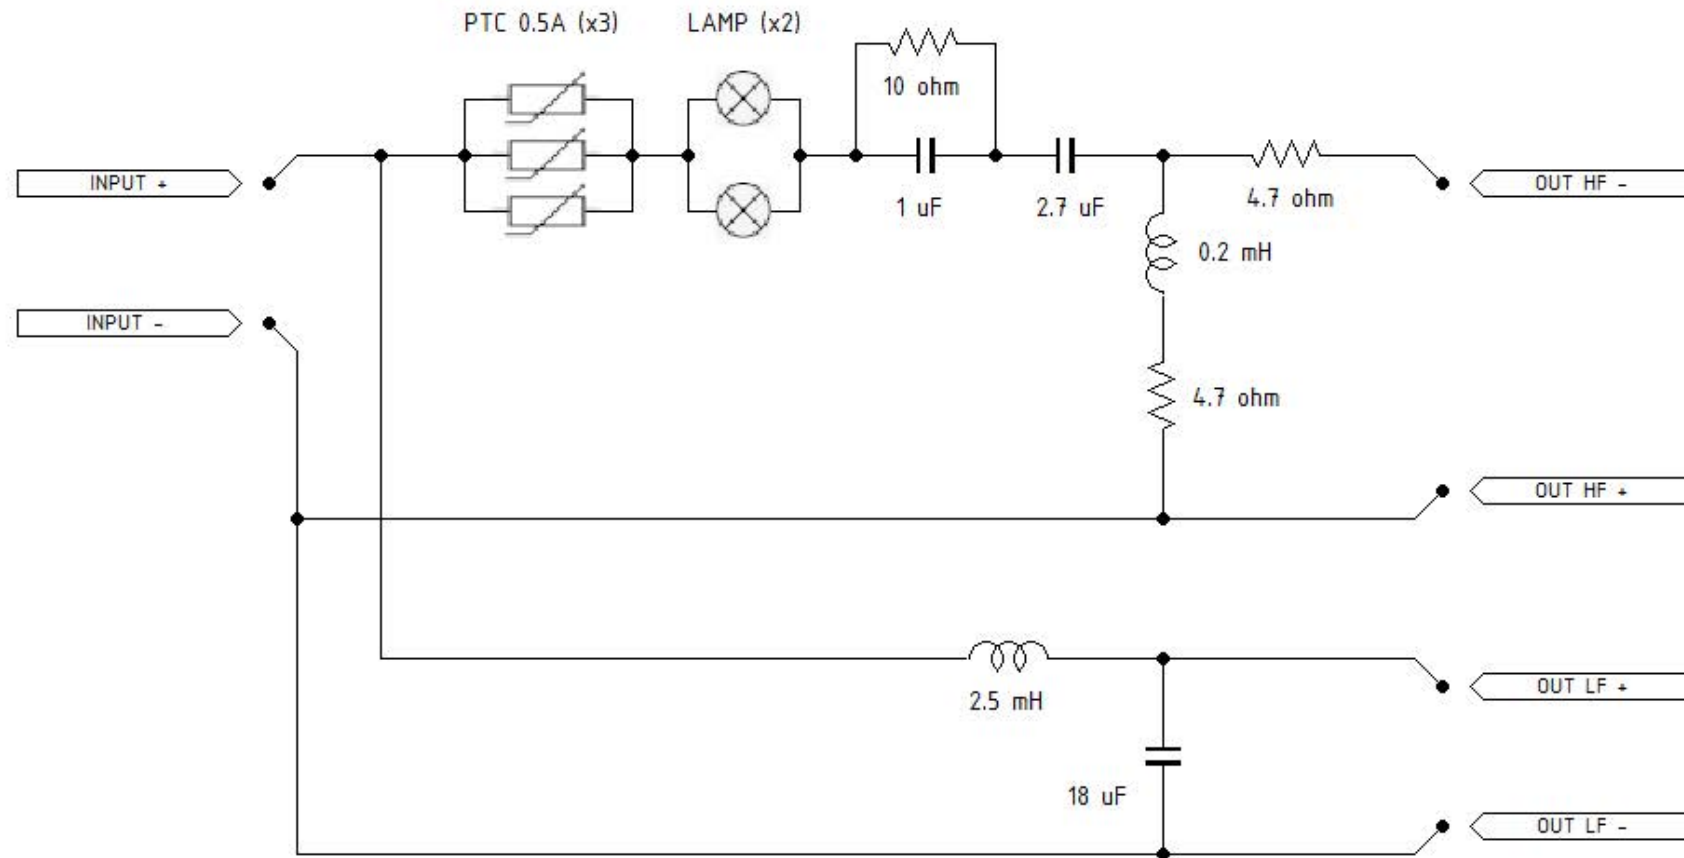 PTC 0.5A (x3)
LAMP (x2)
10 ohm
INPUT +
1 uF
2.7 uF
4.7 ohm
OUT HF -
0.2 mH
INPUT -
4.7 ohm
OUT HF +
2.5 mH
OUT LF +
18 uF
OUT LF -